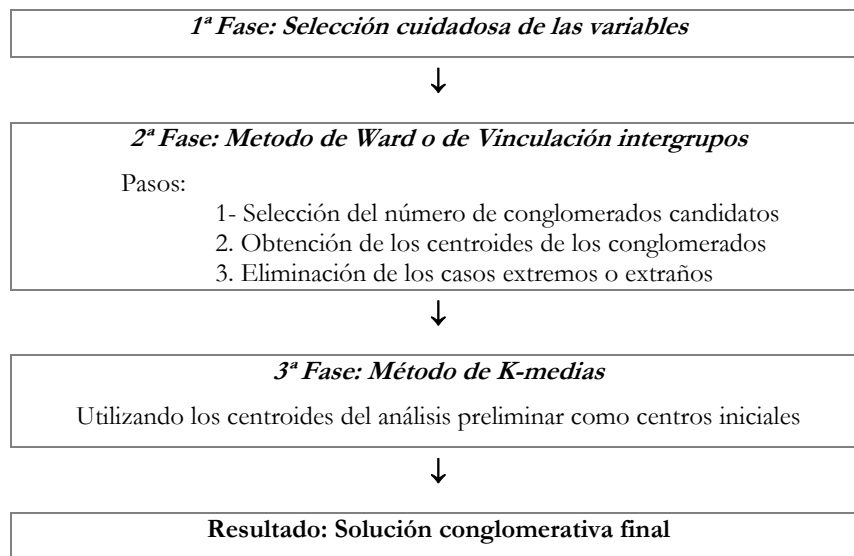 1ª Fase: Selección cuidadosa de las variables
2ª Fase: Metodo de Ward o de Vinculación intergrupos
Pasos:
1- Selección del número de conglomerados candidatos
2. Obtención de los centroides de los conglomerados
3. Eliminación de los casos extremos o extraños
3ª Fase: Método de K-medias
Utilizando los centroides del análisis preliminar como centros iniciales
Resultado: Solución conglomerativa final